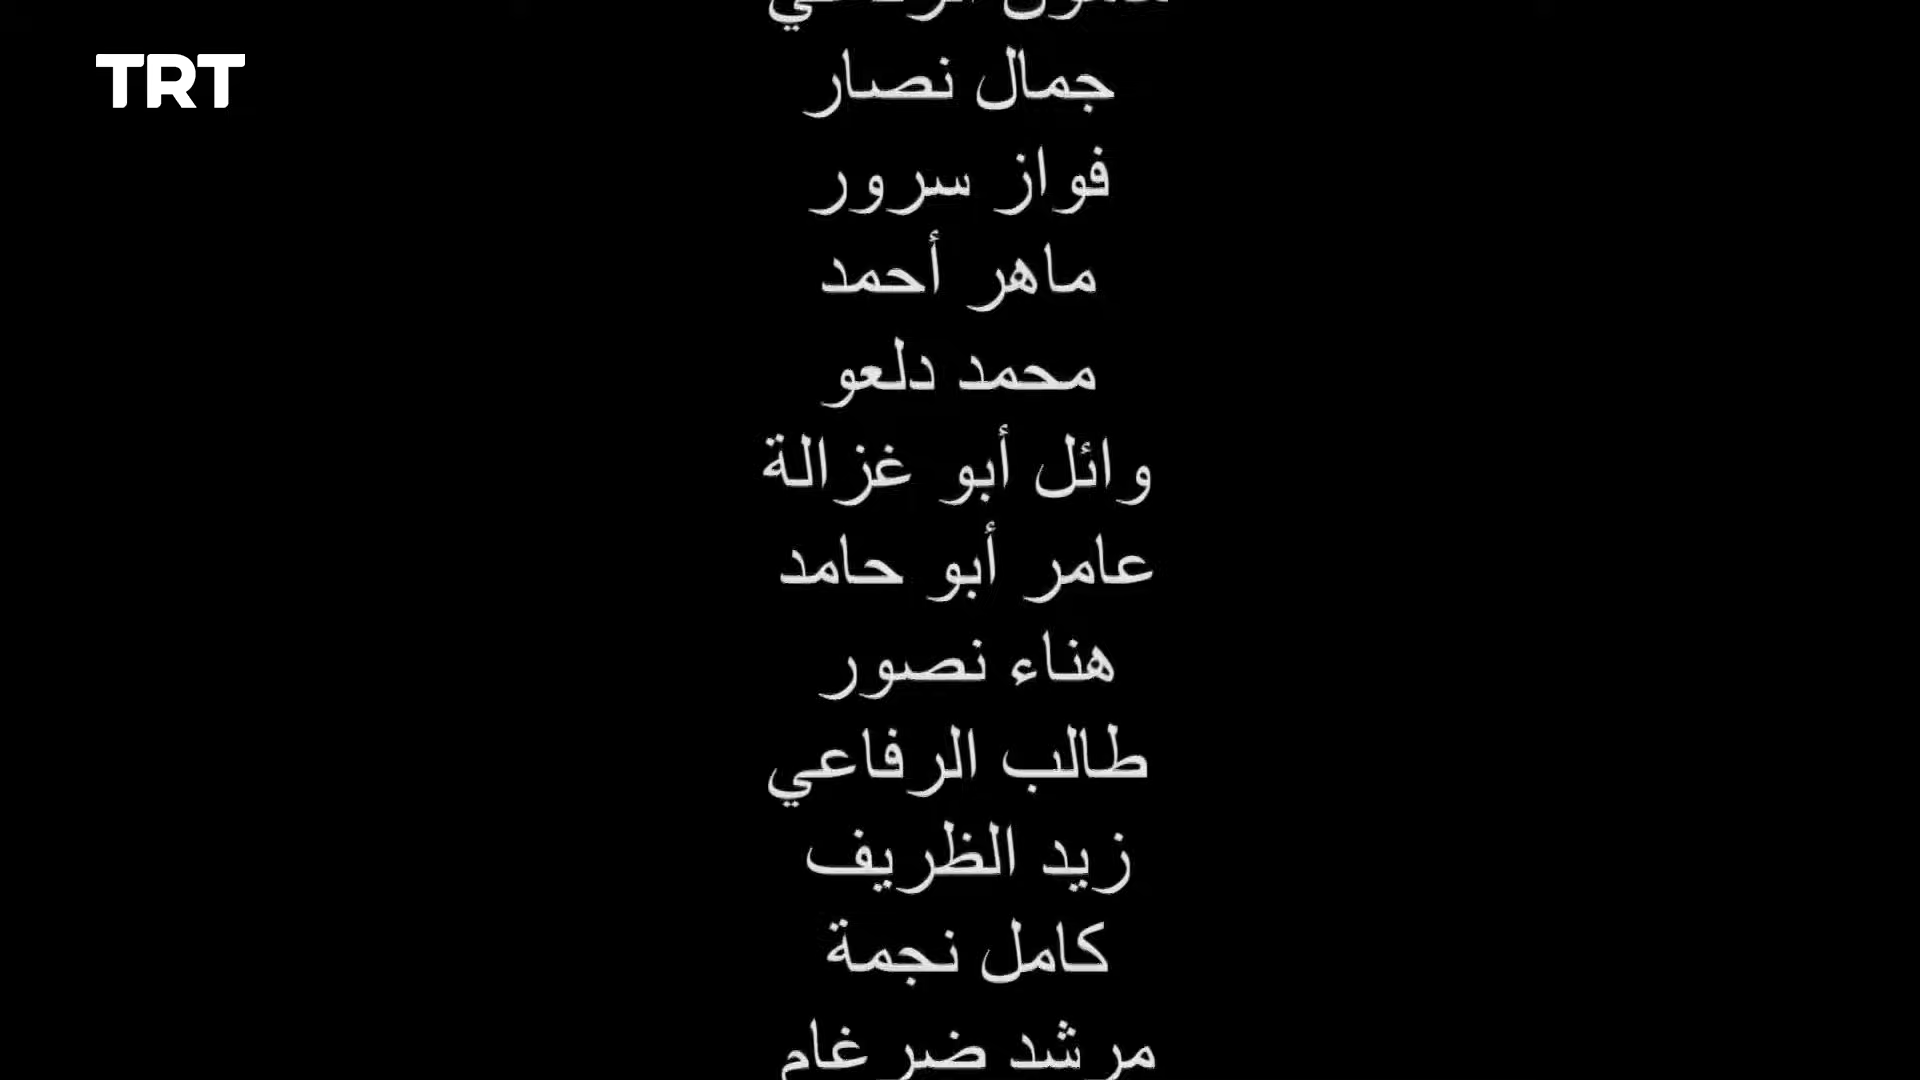 TRT
جمال نصار
فواز سرور
ماهر أحمد
محمد دلعو
وائل أبو غزالة
عامر أبو حامد
هناء نصور
طالب الرفاعي
زيد الظريف
كامل نجمة
مرشد ضرغام